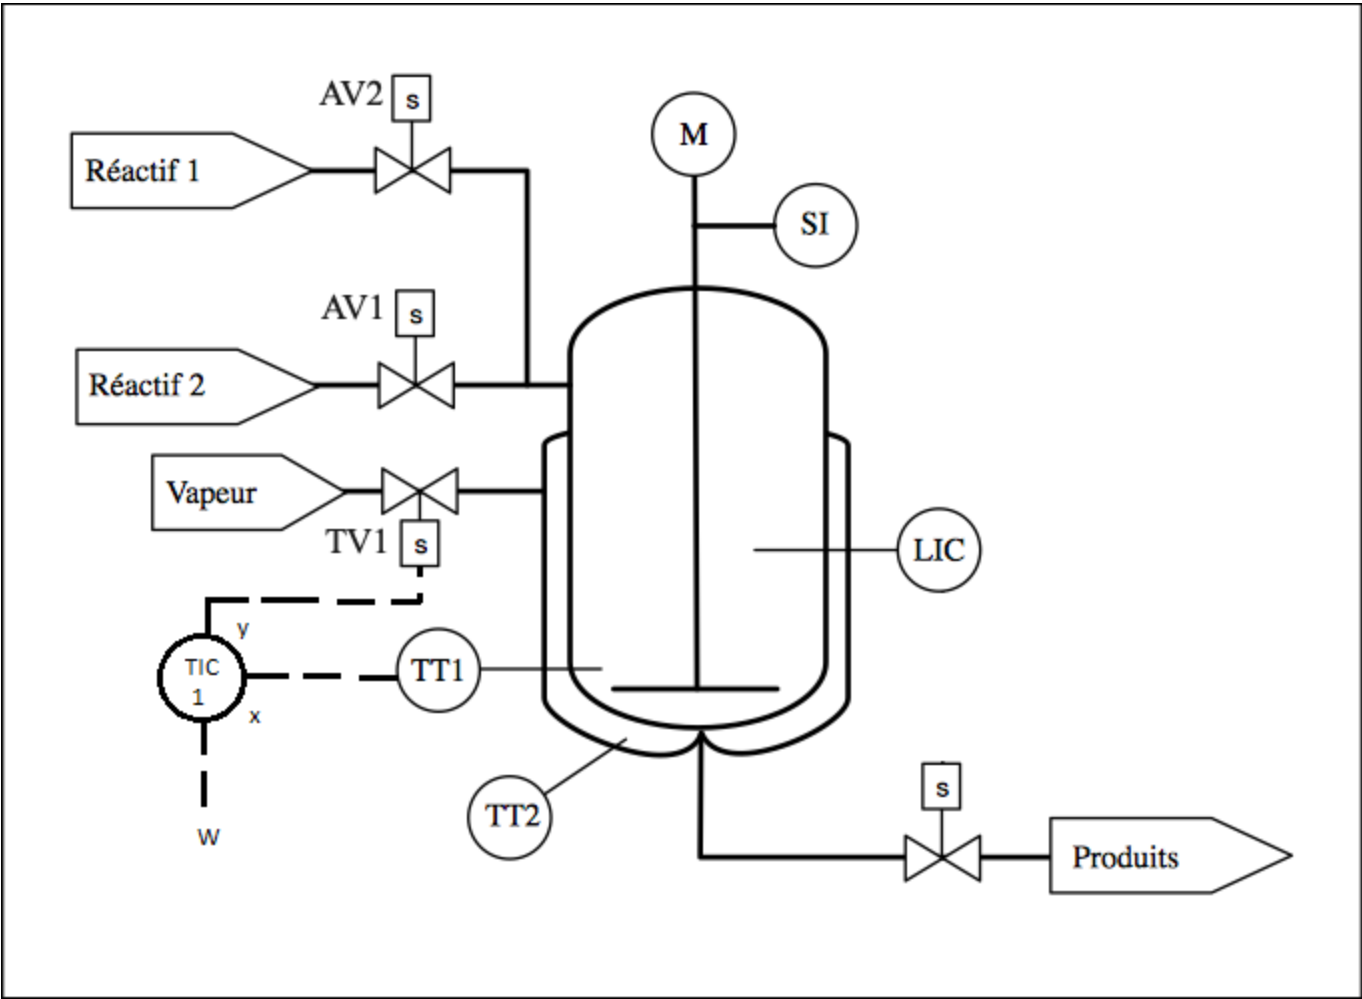 AV2
s
M
Réactif 1
SI
AV1
s
Réactif 2
Vapeur
TV1
s
LIC
y
TIC
1
TT1
x
TT2
s
W
Produits